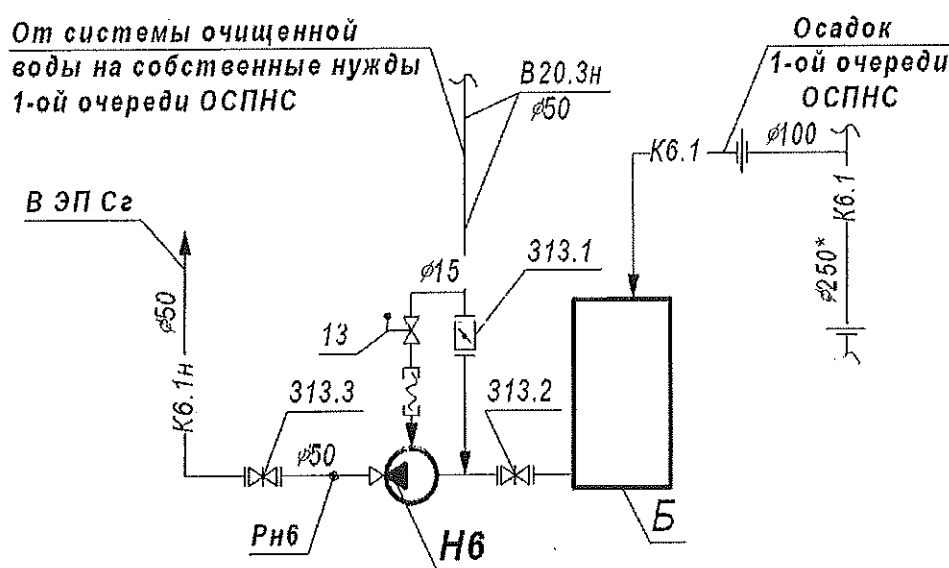 От системы очищенной
воды на собственные нужды
1-ой очереди ОСПНС
В20.3н
ø50
Осадок
1-ой очереди
ОСПНС
ø100
К6.1
К6.1
ø250*
В ЭП Сг
ø50
К6.1н
ø15
313.1
13
313.3
313.2
ø50
Рн6
Н6
Б